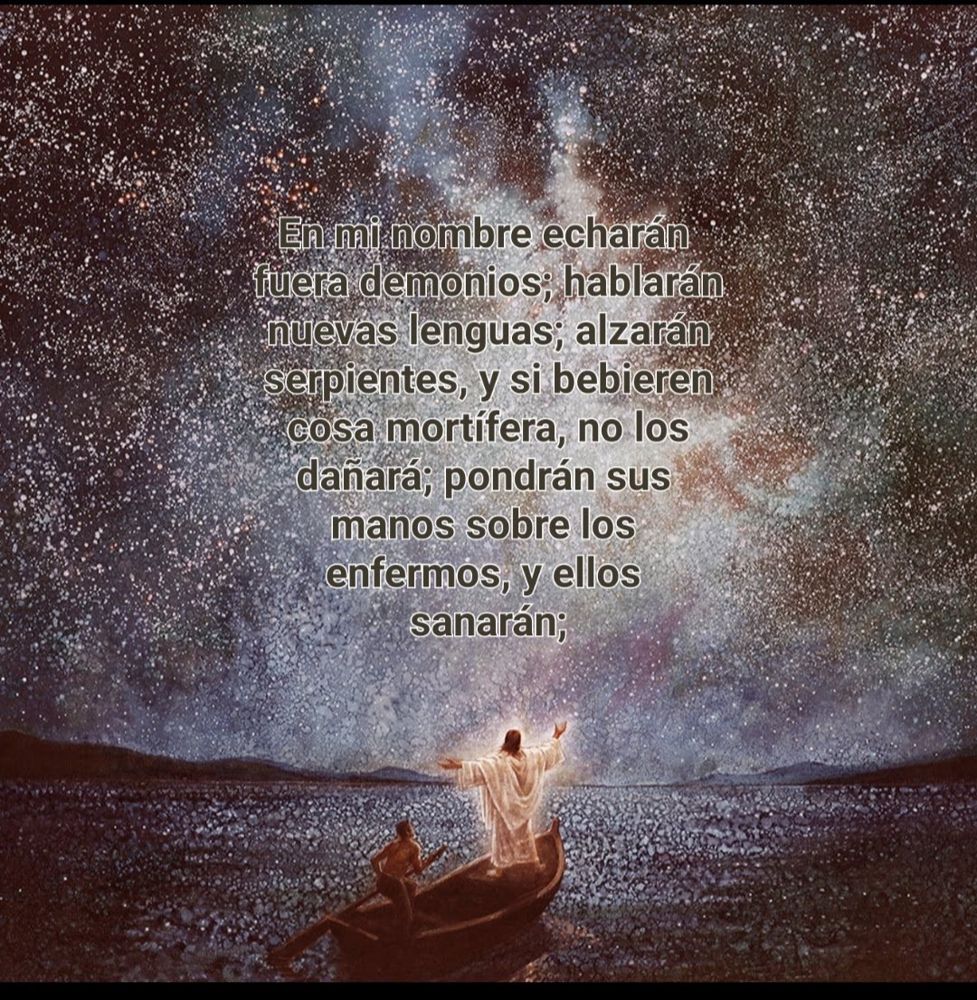 En mi nombre echarán
fuera demonios; hablarán
nuevas lenguas; alzarán
serpientes, y si bebieren
cosa mortífera, no los
dañará; pondrán sus
manos sobre los
enfermos, y ellos
sanarán;